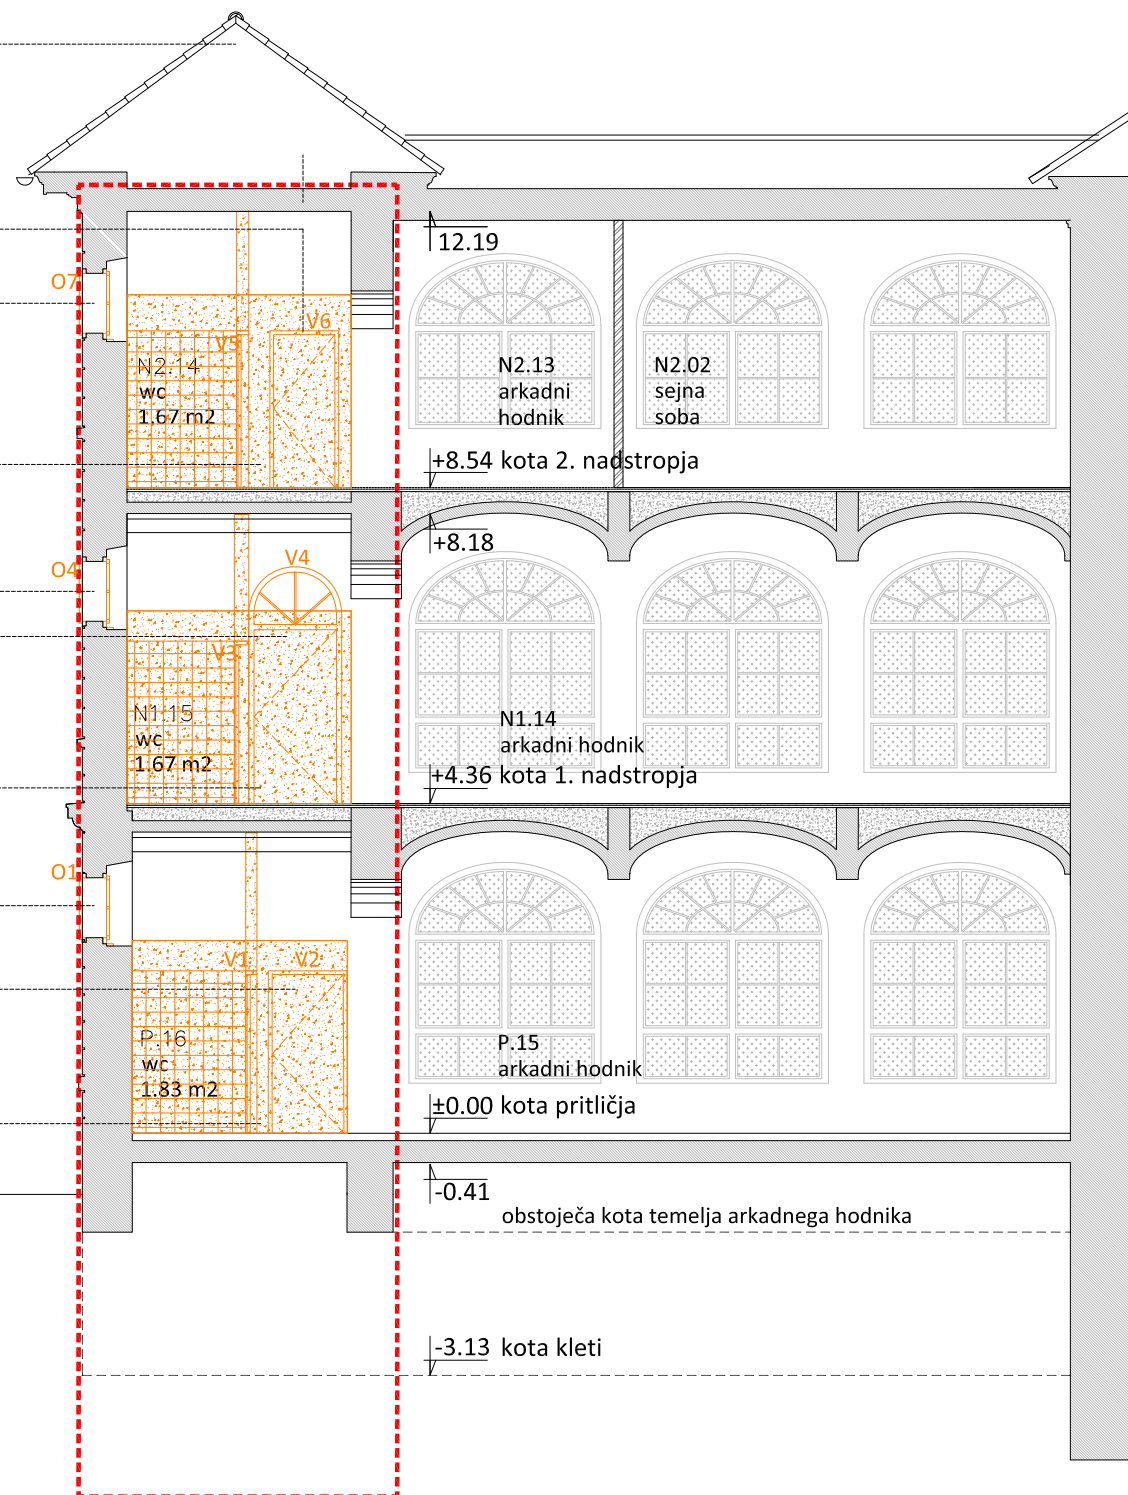 12.19
O7
V6
V5
N2.14
wc
1.67 m2
N2.13
arkadni
hodnik
N2.02
sejna
soba
+8.54 kota 2. nadstropja
+8.18
O4
V4
V3
N1.15
wc
1.67 m2
N1.14
arkadni hodnik
+4.36 kota 1. nadstropja
O1
V1
V2
P.16
wc
1.83 m2
P.15
arkadni hodnik
±0.00 kota pritličja
-0.41
obstoječa kota temelja arkadnega hodnika
-3.13 kota kleti